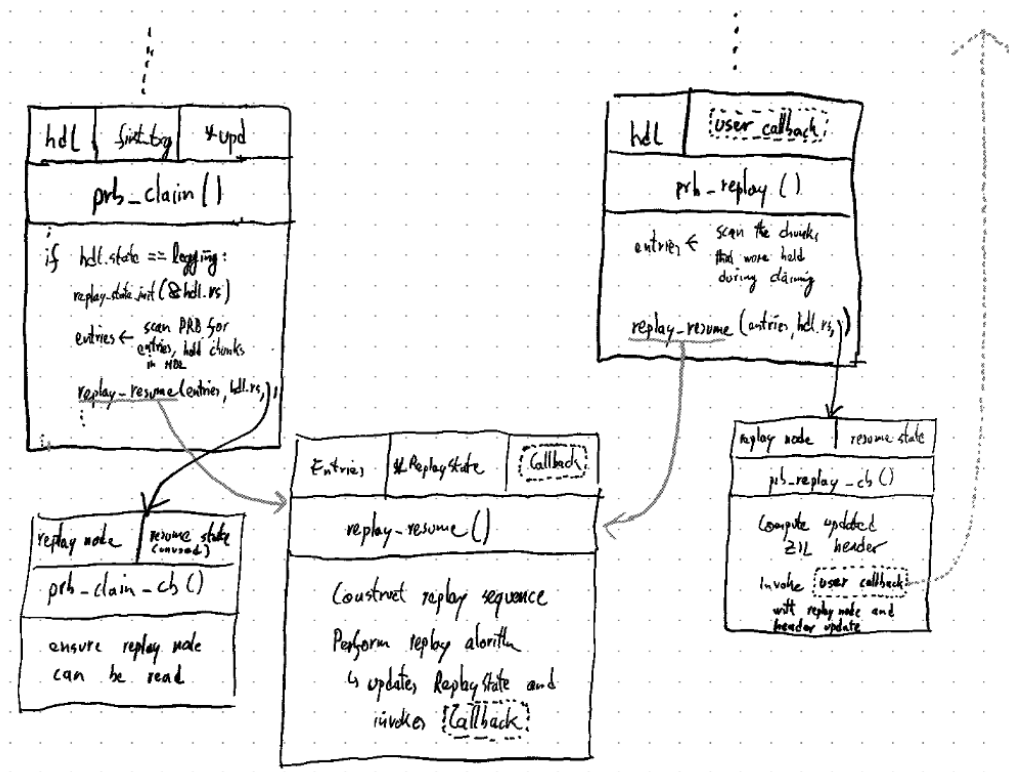 hdl first_txg *upd
prb_claim()
:
if hdl.state == logging:
replay_state_init(&hdl.rs)
entries ← scan PRB for
entries, hold chunks
in HDL
replay_resume(entries, hdl.rs, )
:
replay node resume state
(unused)
prb_claim_cb()
ensure replay node
can be read
Entries *ReplayState Callback
replay_resume()
Construct replay sequence
Perform replay alorithm
↳ updates ReplayState and
invokes Callback
hdl user callback
prb_replay()
entries ← scan the chunks
that were held
during claiming
replay_resume(entries, hdl.rs, )
replay node resume state
prb_replay_cb()
Compute updated
ZIL header
Invoke user callback
with replay node and
header update